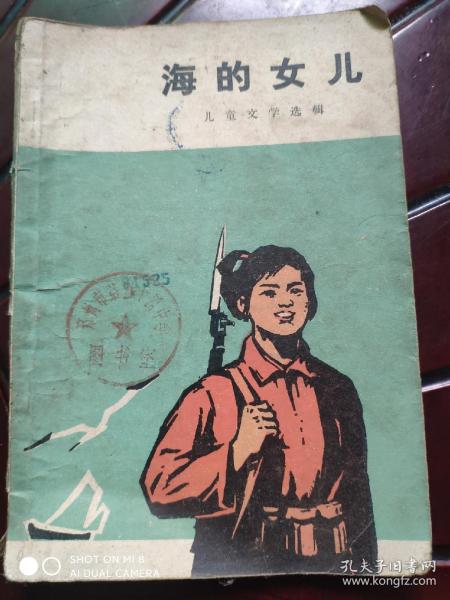 海的女儿
儿童文学选辑
01525
SHOT ON MI 8
AI DUAL CAMERA
孔夫子旧书网
www.kongfz.com